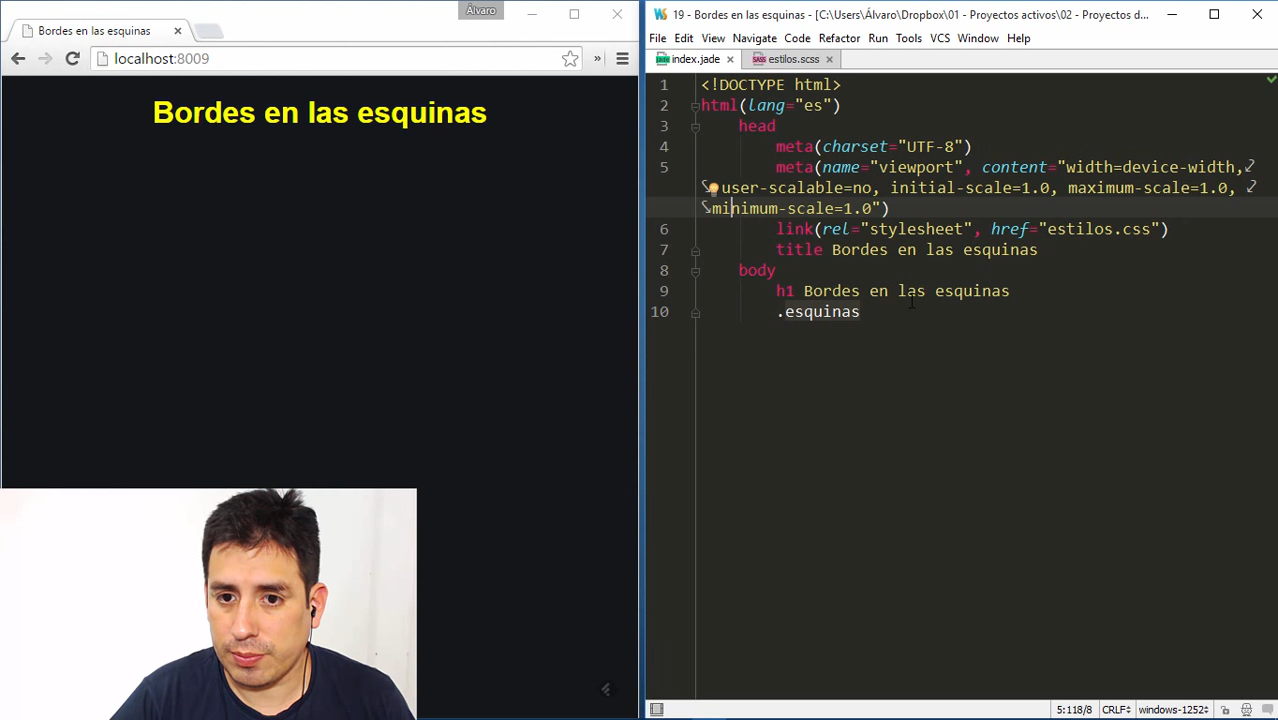 Álvaro
Bordes en las esquinas
localhost:8009
»
Bordes en las esquinas
19 - Bordes en las esquinas - [C:\Users\Álvaro\Dropbox\01 - Proyectos activos\02 - Proyectos d...
File Edit View Navigate Code Refactor Run Tools VCS Window Help
index.jade estilos.scss
1 <!DOCTYPE html>
2 html(lang="es")
3 head
4 meta(charset="UTF-8")
5 meta(name="viewport", content="width=device-width,
user-scalable=no, initial-scale=1.0, maximum-scale=1.0,
minimum-scale=1.0")
6 link(rel="stylesheet", href="estilos.css")
7 title Bordes en las esquinas
8 body
9 h1 Bordes en las esquinas
10 .esquinas
5:118/8 CRLF windows-1252